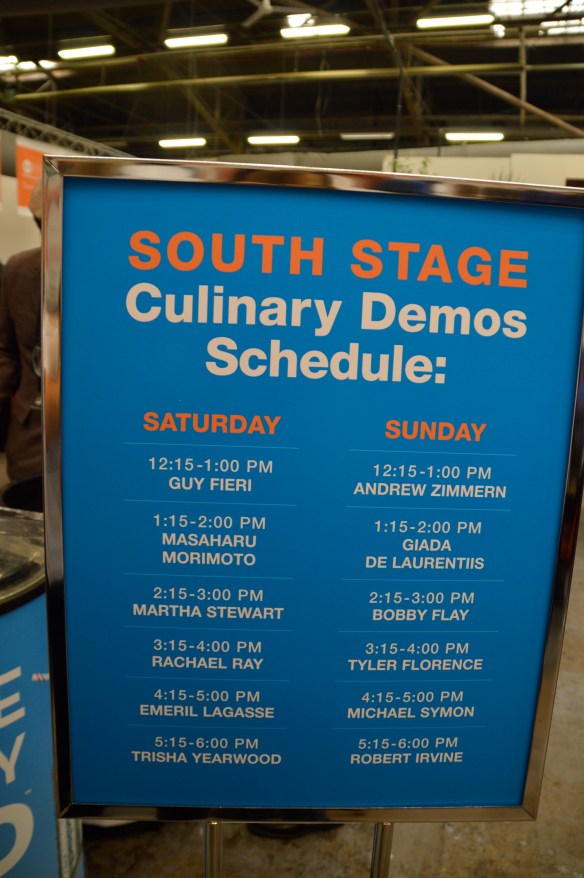 SOUTH STAGE
Culinary Demos
Schedule:
SATURDAY
12:15-1:00 PM
GUY FIERI
1:15-2:00 PM
MASAHARU
MORIMOTO
2:15-3:00 PM
MARTHA STEWART
3:15-4:00 PM
RACHAEL RAY
4:15-5:00 PM
EMERIL LAGASSE
5:15-6:00 PM
TRISHA YEARWOOD
SUNDAY
12:15-1:00 PM
ANDREW ZIMMERN
1:15-2:00 PM
GIADA
DE LAURENTIIS
2:15-3:00 PM
BOBBY FLAY
3:15-4:00 PM
TYLER FLORENCE
4:15-5:00 PM
MICHAEL SYMON
5:15-6:00 PM
ROBERT IRVINE